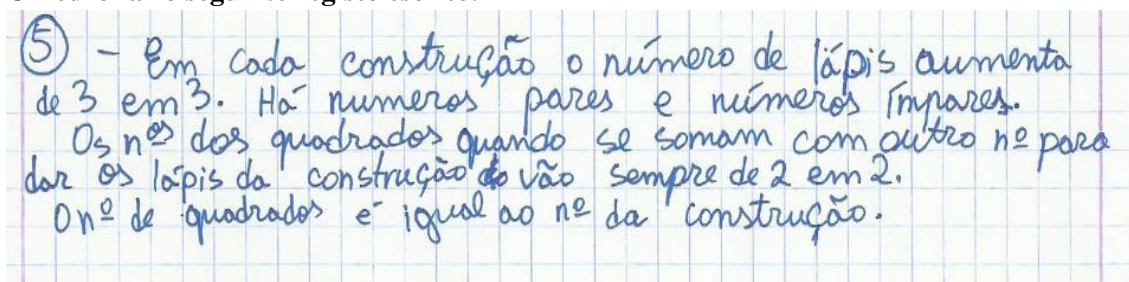 5 - Em cada construção o número de lápis aumenta
de 3 em 3. Há numeros pares e números ímpares.
Os nºs dos quadrados quando se somam com outro nº para
dar os lápis da construção vão sempre de 2 em 2.
O nº de quadrados é igual ao nº da construção.